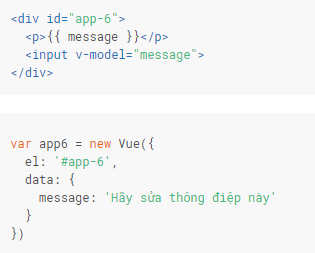 <div id="app-6">
<p>{{ message }}</p>
<input v-model="message">
</div>
var app6 = new Vue({
el: '#app-6',
data: {
message: 'Hãy sửa thông điệp này'
}
})